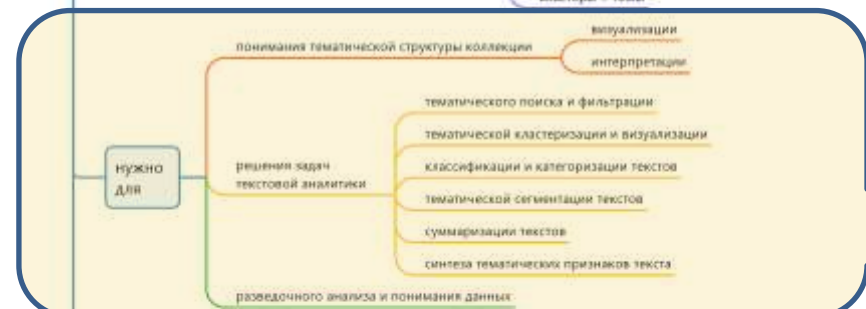 понимания тематической структуры коллекции
визуализации
интерпретации
нужно
для
решения задач
текстовой аналитики
тематического поиска и фильтрации
тематической кластеризации и визуализации
классификации и категоризации текстов
тематической сегментации текстов
суммаризации текстов
синтеза тематических признаков текста
разведочного анализа и понимания данных